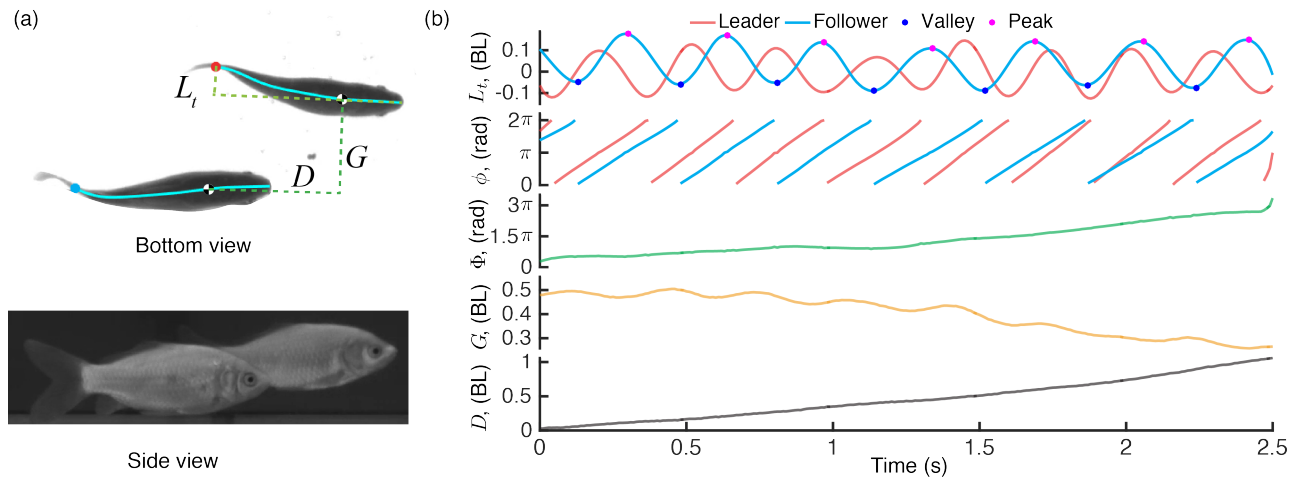 (a)
L_t
D
G
Bottom view
Side view
(b)
Leader Follower Valley Peak
L_t, (BL)
0.1
0
-0.1
ϕ, (rad)
2π
π
0
Φ, (rad)
3π
1.5π
0
G, (BL)
0.5
0.4
0.3
D, (BL)
1
0.5
0
0 0.5 1 1.5 2 2.5
Time (s)